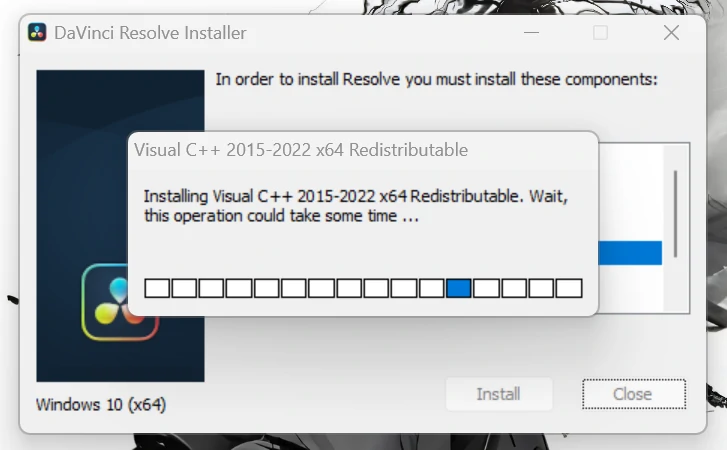 DaVinci Resolve Installer
In order to install Resolve you must install these components:
Visual C++ 2015-2022 x64 Redistributable
Installing Visual C++ 2015-2022 x64 Redistributable. Wait,
this operation could take some time ...
Windows 10 (x64)
Install
Close